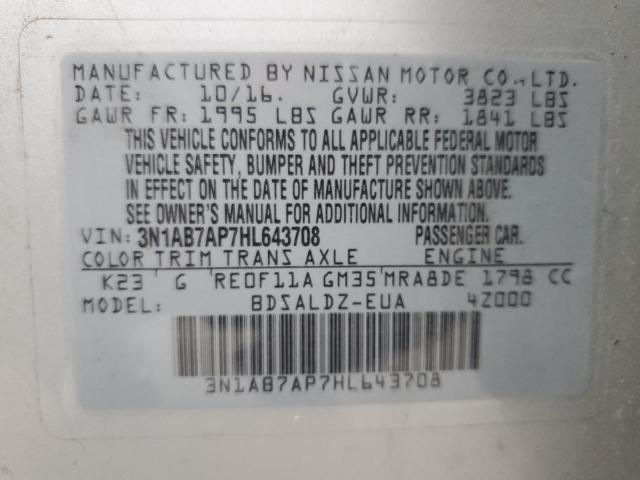 MANUFACTURED BY NISSAN MOTOR CO.,LTD.
DATE: 10/16. GVWR: 3823 LBS
GAWR FR: 1995 LBS GAWR RR: 1841 LBS
THIS VEHICLE CONFORMS TO ALL APPLICABLE FEDERAL MOTOR
VEHICLE SAFETY, BUMPER AND THEFT PREVENTION STANDARDS
IN EFFECT ON THE DATE OF MANUFACTURE SHOWN ABOVE.
SEE OWNER'S MANUAL FOR ADDITIONAL INFORMATION.
VIN: 3N1AB7AP7HL643708 PASSENGER CAR.
COLOR TRIM TRANS AXLE ENGINE
K23 G RE0F11A GM35 MRA8DE 1798 CC
MODEL: BDSALDZ-EUA 4Z000
3N1AB7AP7HL643708